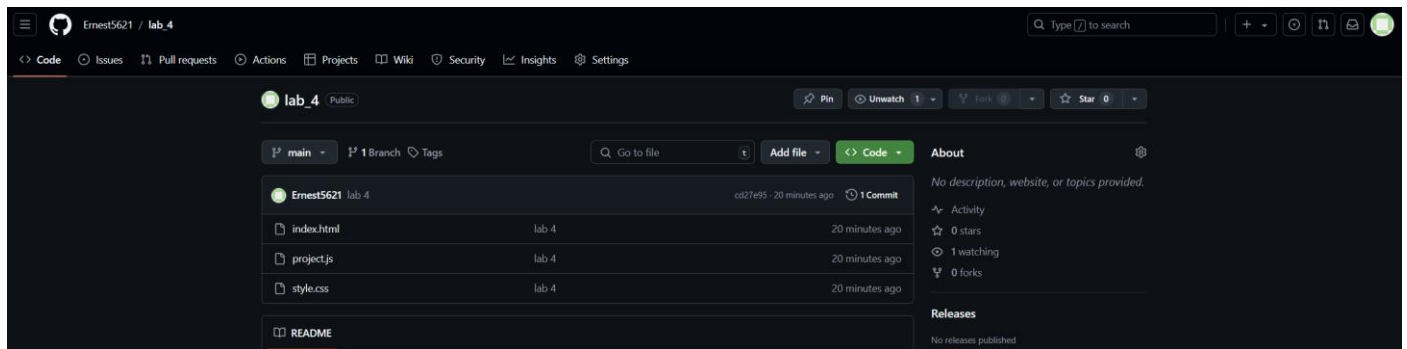 Ernest5621 / lab_4
Type / to search
Code Issues Pull requests Actions Projects Wiki Security Insights Settings
lab_4 Public
Pin Unwatch 1 Fork 0 Star 0
main 1 Branch Tags
Go to file t Add file Code
Ernest5621 lab 4 cd27e95 · 20 minutes ago 1 Commit
index.html lab 4 20 minutes ago
project.js lab 4 20 minutes ago
style.css lab 4 20 minutes ago
README
About
No description, website, or topics provided.
Activity
0 stars
1 watching
0 forks
Releases
No releases published